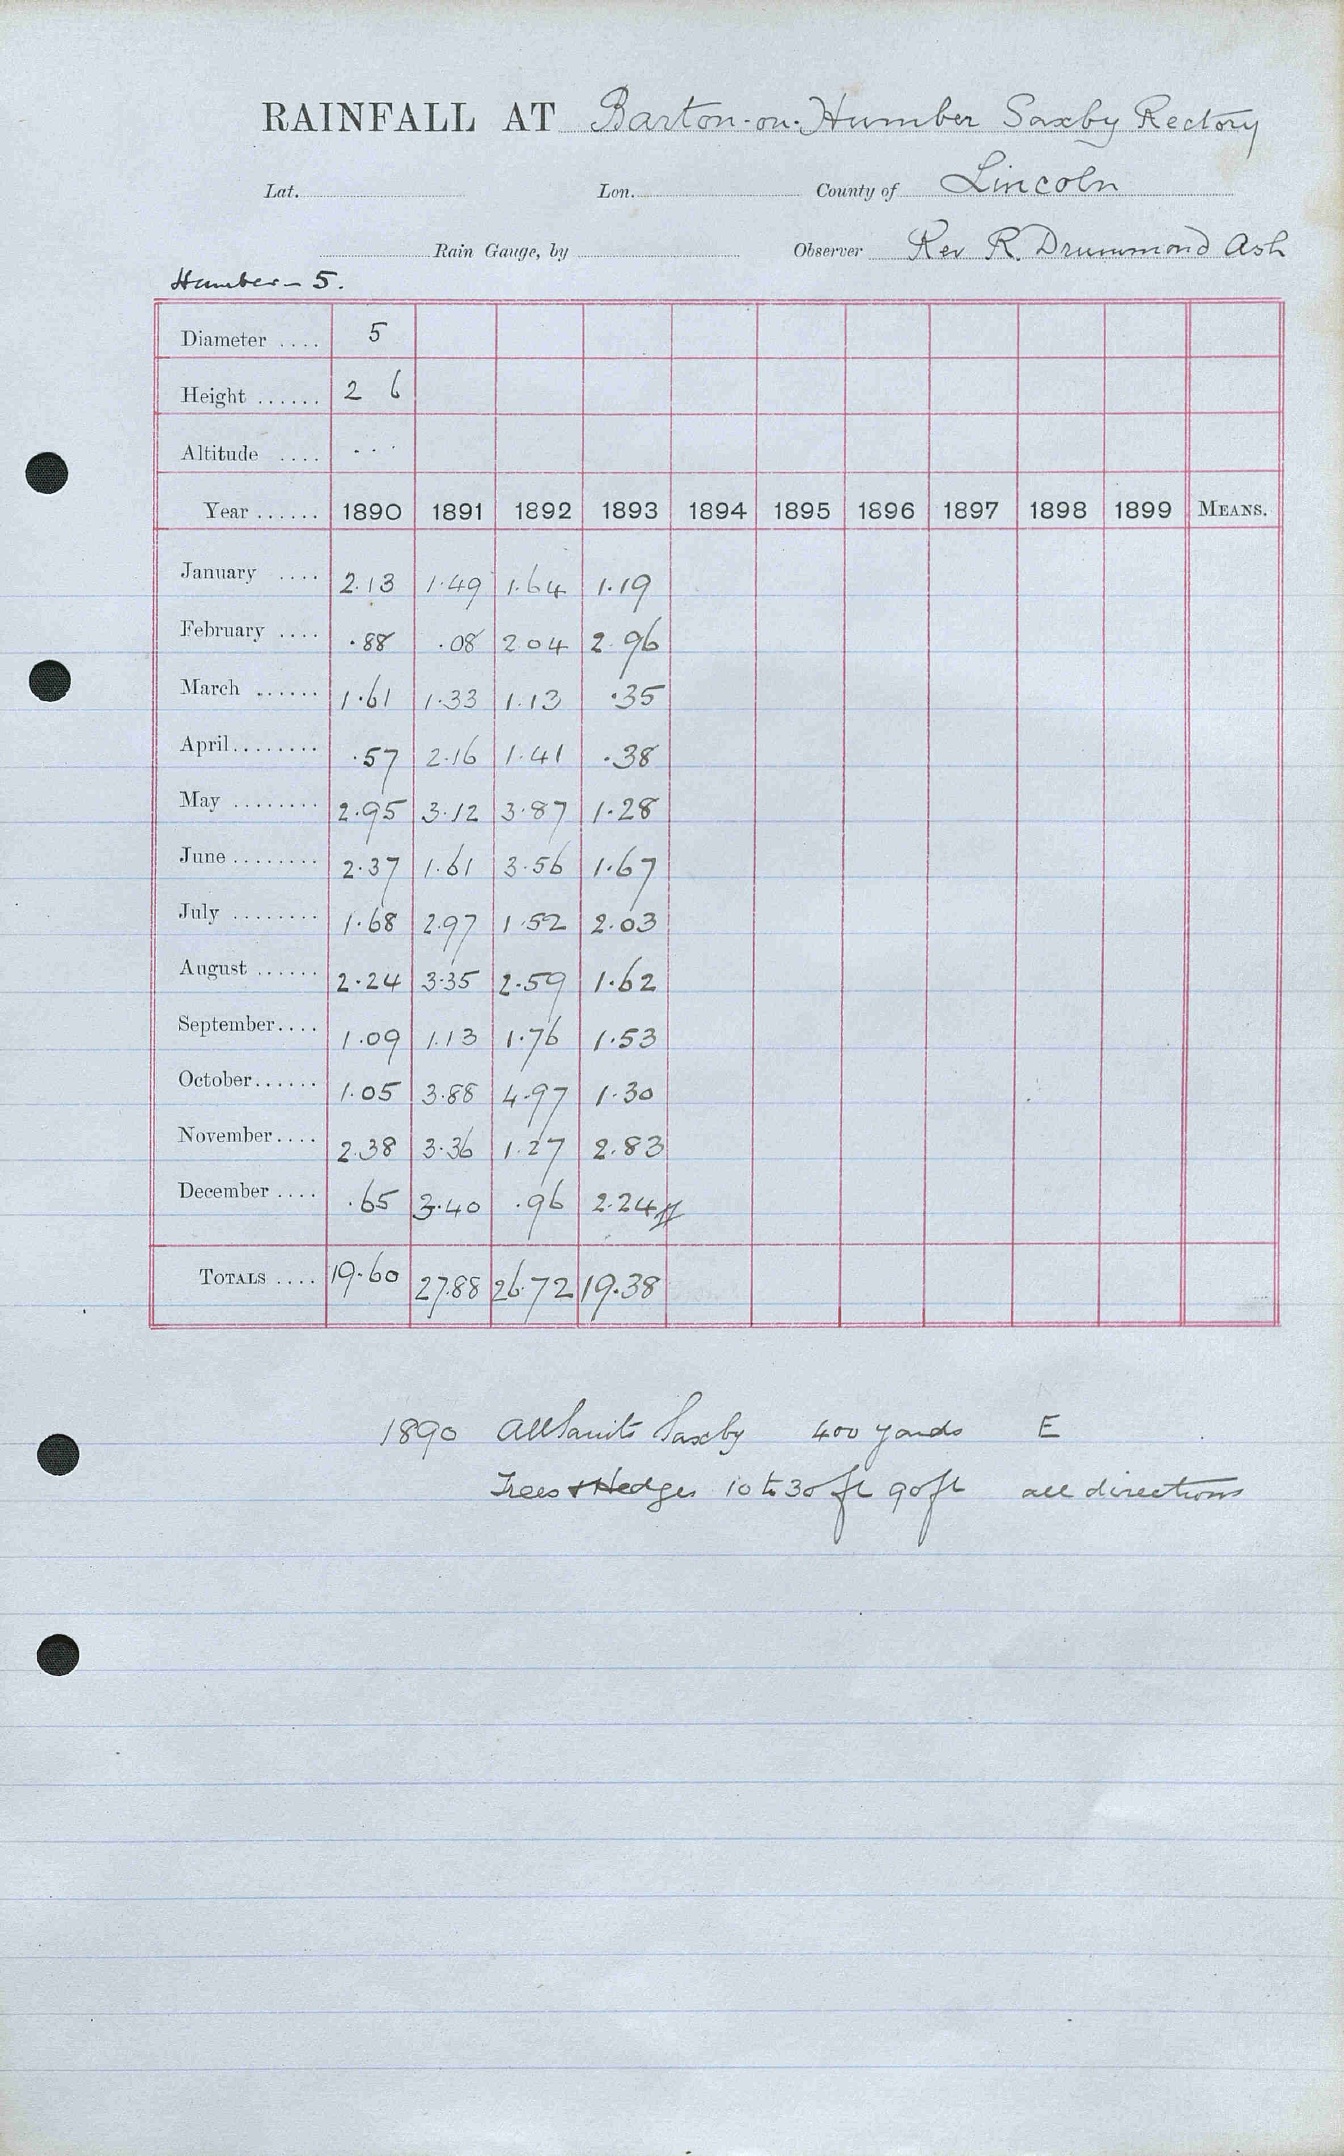 RAINFALL AT Barton-on-Humber Saxby Rectory
Lat. Lon. County of Lincoln
Rain Gauge, by Observer Rev R. Drummond Ash
Humber – 5.
Diameter .... 5
Height ...... 2 6
Altitude .... ...
Year ...... 1890 1891 1892 1893 1894 1895 1896 1897 1898 1899 MEANS.
January .... 2.13 1.49 1.64 1.19
February .... .88 .08 2 04 2.96
March ...... 1.61 1.33 1.13 .35
April........ .57 2.16 1.41 .38
May ........ 2.95 3.12 3.87 1.28
June ........ 2.37 1.61 3.56 1.67
July ........ 1.68 2.97 1.52 2.03
August ...... 2.24 3.35 2.59 1.62
September.... 1.09 1.13 1.76 1.53
October...... 1.05 3.88 4.97 1.30
November.... 2.38 3.36 1.27 2.83
December .... .65 3.40 .96 2.24
TOTALS .... 19.60 27.88 26.72 19.38
1890 All Saints Saxby 400 yards E
Trees & Hedges 10 to 30 ft 90 ft all directions